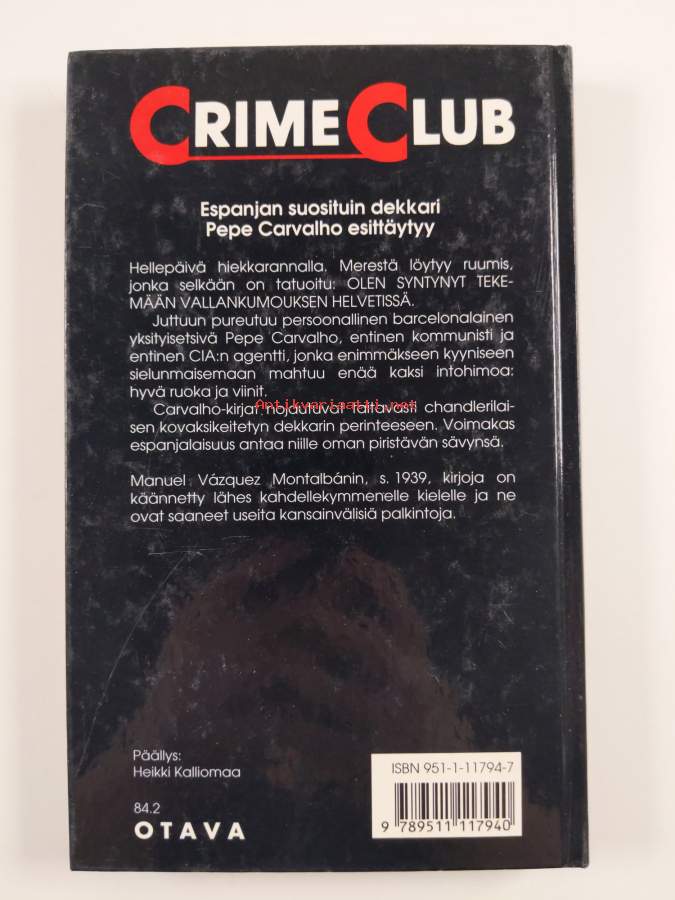 CRIME CLUB
Espanjan suosituin dekkari
Pepe Carvalho esittäytyy
Hellepäivä hiekkarannalla. Merestä löytyy ruumis,
jonka selkään on tatuoitu: OLEN SYNTYNYT TEKE-
MÄÄN VALLANKUMOUKSEN HELVETISSÄ.
Juttuun pureutuu persoonallinen barcelonalainen
yksityisetsivä Pepe Carvalho, entinen kommunisti ja
entinen CIA:n agentti, jonka enimmäkseen kyyniseen
sielunmaisemaan mahtuu enää kaksi intohimoa:
hyvä ruoka ja viinit.
Antikvariaatti.net
Carvalho-kirjat nojautuvat taitavasti chandlerilai-
sen kovaksikeitetyn dekkarin perinteeseen. Voimakas
espanjalaisuus antaa niille oman piristävän sävynsä.
Manuel Vázquez Montalbánin, s. 1939, kirjoja on
käännetty lähes kahdellekymmenelle kielelle ja ne
ovat saaneet useita kansainvälisiä palkintoja.
Päällys:
Heikki Kalliomaa
84.2
OTAVA
ISBN 951-1-11794-7
9 789511 117940